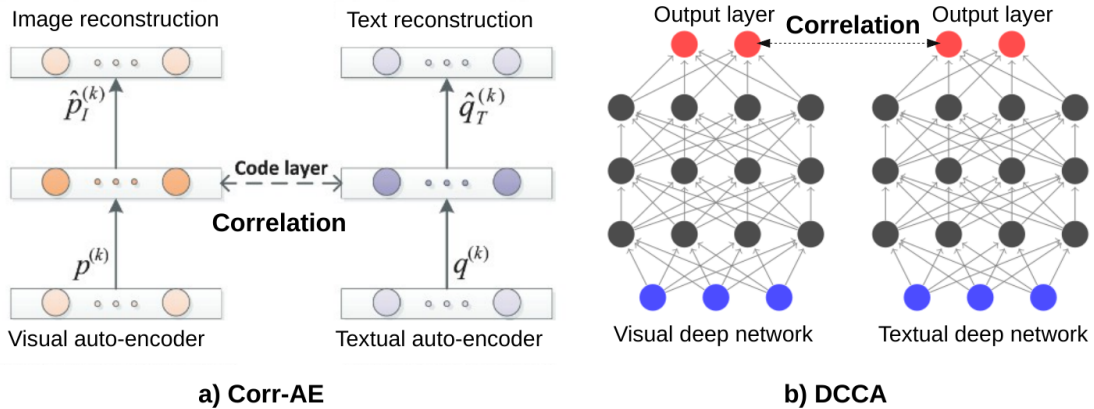 Image reconstruction
Text reconstruction
p̂_I^(k)
q̂_T^(k)
Code layer
Correlation
p^(k)
q^(k)
Visual auto-encoder
Textual auto-encoder
a) Corr-AE
Output layer
Output layer
Correlation
Visual deep network
Textual deep network
b) DCCA